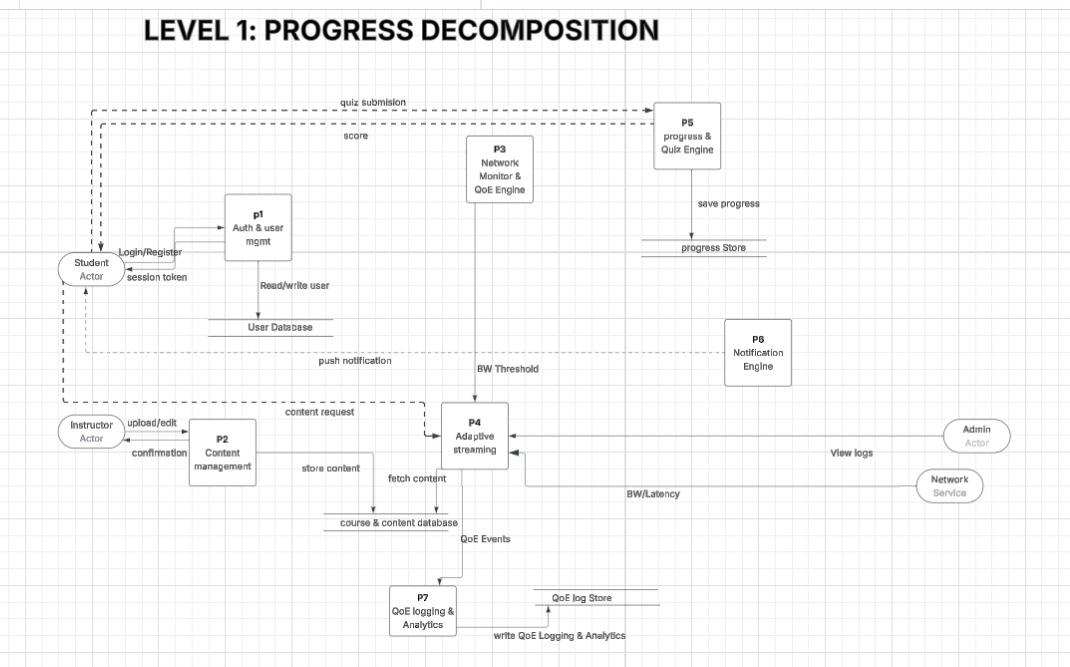 LEVEL 1: PROGRESS DECOMPOSITION
quiz submision
score
P5
progress &
Quiz Engine
P3
Network
Monitor &
QoE Engine
save progress
progress Store
p1
Auth & user
mgmt
Login/Register
Student
Actor
session token
Read/write user
User Database
push notification
P6
Notification
Engine
BW Threshold
content request
Instructor
Actor
upload/edit
confirmation
P2
Content
management
P4
Adaptive
streaming
Admin
Actor
View logs
Network
Service
BW/Latency
store content
fetch content
course & content database
QoE Events
P7
QoE logging &
Analytics
QoE log Store
write QoE Logging & Analytics